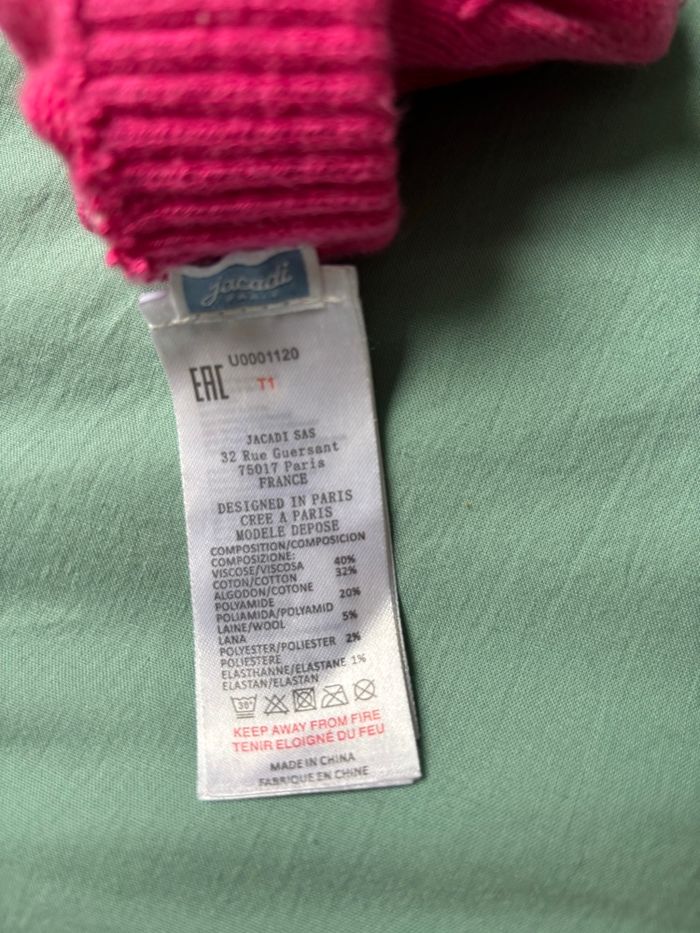 jacadi
PARIS
U0001120
EAC
T1
JACADI SAS
32 Rue Guersant
75017 Paris
FRANCE
DESIGNED IN PARIS
CREE A PARIS
MODELE DEPOSE
COMPOSITION/COMPOSICION
COMPOSIZIONE:
VISCOSE/VISCOSA 40%
COTON/COTTON 32%
ALGODON/COTONE
POLYAMIDE 20%
POLIAMIDA/POLYAMID
LAINE/WOOL 5%
LANA
POLYESTER/POLIESTER 2%
POLIESTERE
ELASTHANNE/ELASTANE 1%
ELASTAN/ELASTAN
30°
KEEP AWAY FROM FIRE
TENIR ELOIGNÉ DU FEU
MADE IN CHINA
FABRIQUE EN CHINE